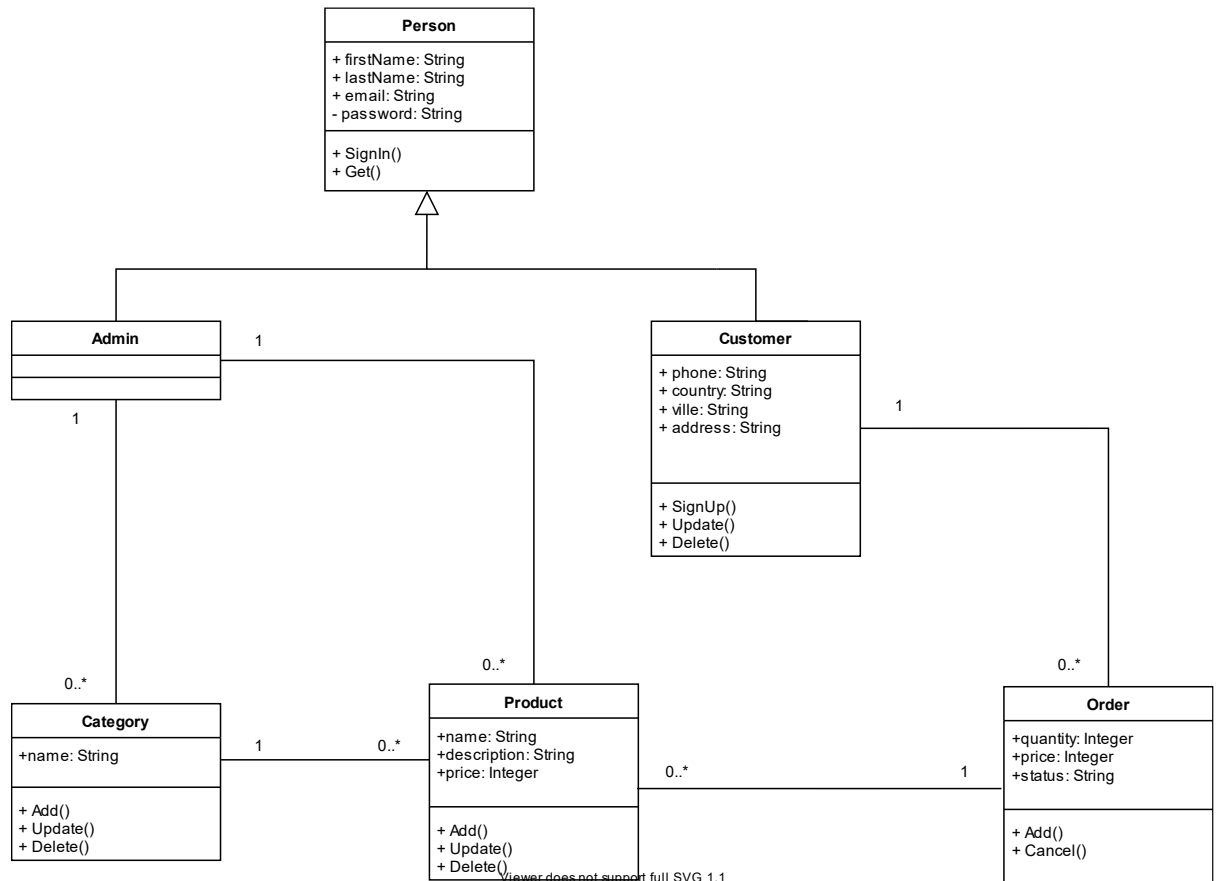 Person
+ firstName: String
+ lastName: String
+ email: String
- password: String
+ SignIn()
+ Get()
Admin
1
1
Customer
+ phone: String
+ country: String
+ ville: String
+ address: String
+ SignUp()
+ Update()
+ Delete()
1
0..*
0..*
0..*
Category
+name: String
+ Add()
+ Update()
+ Delete()
1
0..*
Product
+name: String
+description: String
+price: Integer
+ Add()
+ Update()
+ Delete()
0..*
1
Order
+quantity: Integer
+price: Integer
+status: String
+ Add()
+ Cancel()
Viewer does not support full SVG 1.1